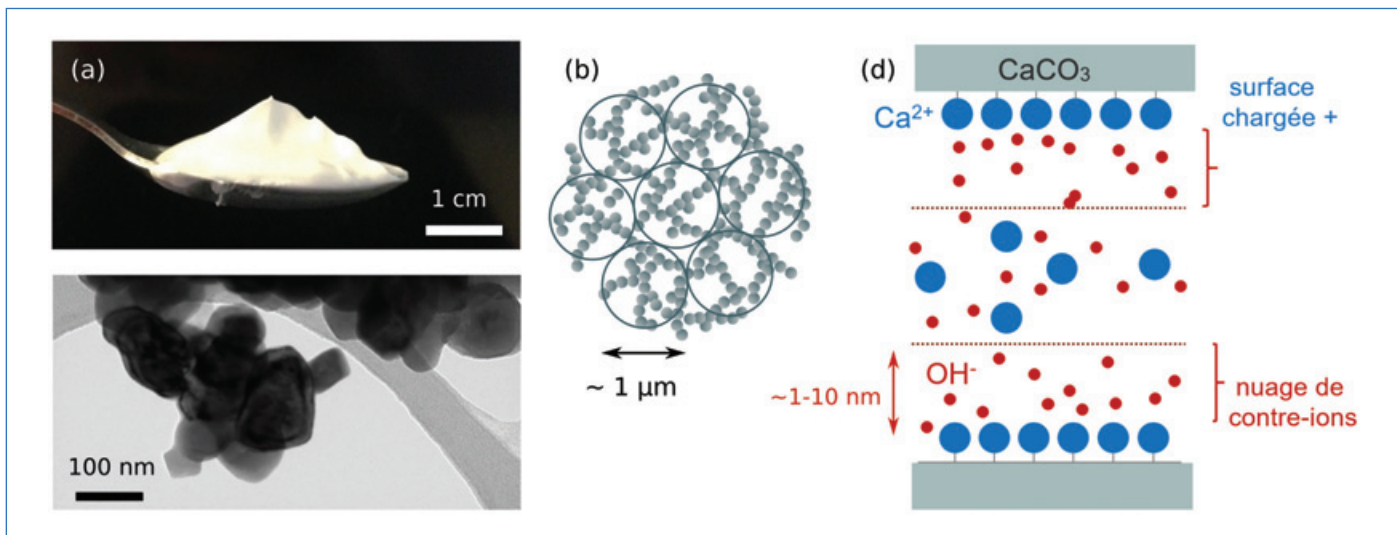 (a)
1 cm
100 nm
(b)
~ 1 µm
(d)
CaCO3
Ca2+
surface
chargée +
OH-
~1-10 nm
nuage de
contre-ions